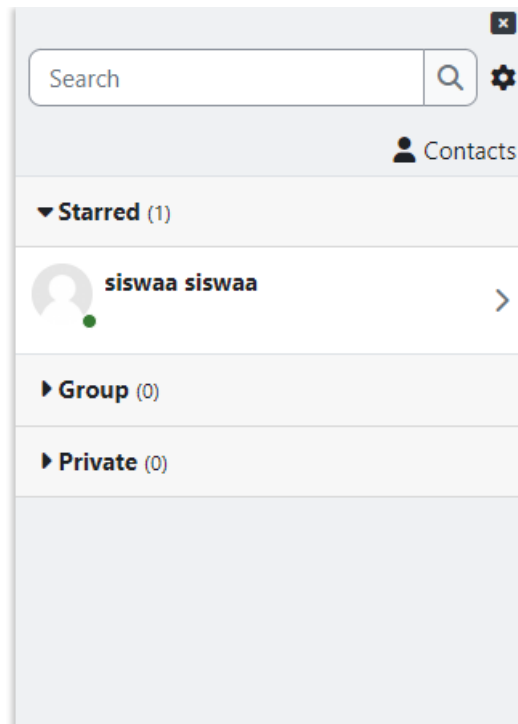 Search
Contacts
Starred (1)
siswaa siswaa
Group (0)
Private (0)